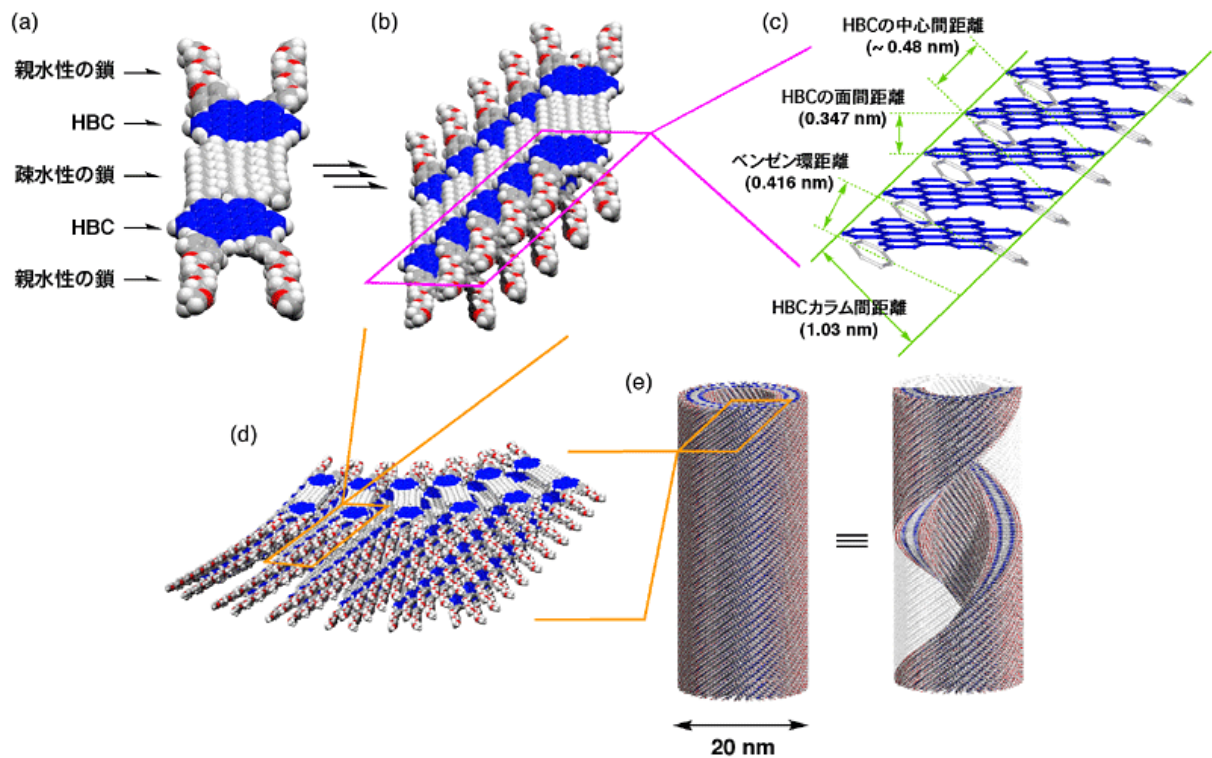 (a)
親水性の鎖
HBC
疎水性の鎖
HBC
親水性の鎖
(b)
(c)
HBCの中心間距離
(~ 0.48 nm)
HBCの面間距離
(0.347 nm)
ベンゼン環距離
(0.416 nm)
HBCカラム間距離
(1.03 nm)
(d)
(e)
20 nm